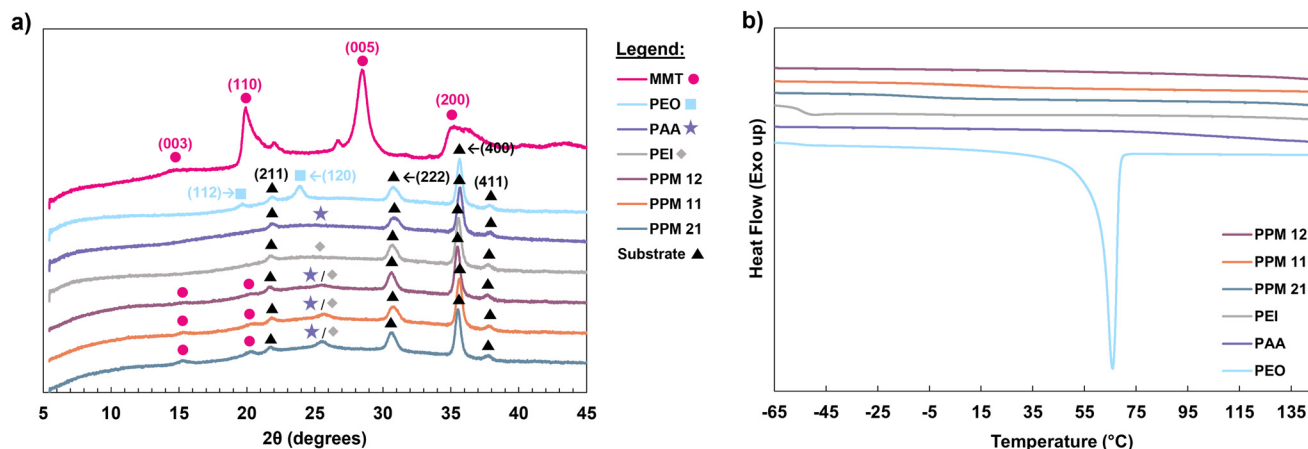 a)
(003)
(110)
(005)
(200)
(112)→
(211)
←(120)
←(222)
←(400)
(411)
/
/
/
5
10
15
20
25
30
35
40
45
2θ (degrees)
Legend:
MMT
PEO
PAA
PEI
PPM 12
PPM 11
PPM 21
Substrate
b)
Heat Flow (Exo up)
PPM 12
PPM 11
PPM 21
PEI
PAA
PEO
-65
-45
-25
-5
15
35
55
75
95
115
135
Temperature (°C)